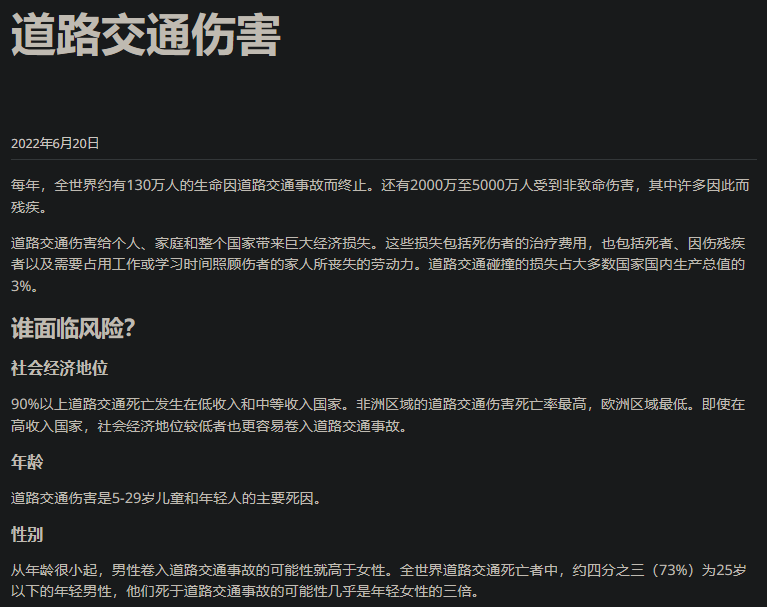 道路交通伤害
2022年6月20日
每年，全世界约有130万人的生命因道路交通事故而终止。还有2000万至5000万人受到非致命伤害，其中许多因此而
残疾。
道路交通伤害给个人、家庭和整个国家带来巨大经济损失。这些损失包括死伤者的治疗费用，也包括死者、因伤残疾
者以及需要占用工作或学习时间照顾伤者的家人所丧失的劳动力。道路交通碰撞的损失占大多数国家国内生产总值的
3%。
谁面临风险？
社会经济地位
90%以上道路交通死亡发生在低收入和中等收入国家。非洲区域的道路交通伤害死亡率最高，欧洲区域最低。即使在
高收入国家，社会经济地位较低者也更容易卷入道路交通事故。
年龄
道路交通伤害是5-29岁儿童和年轻人的主要死因。
性别
从年龄很小起，男性卷入道路交通事故的可能性就高于女性。全世界道路交通死亡者中，约四分之三（73%）为25岁
以下的年轻男性，他们死于道路交通事故的可能性几乎是年轻女性的三倍。